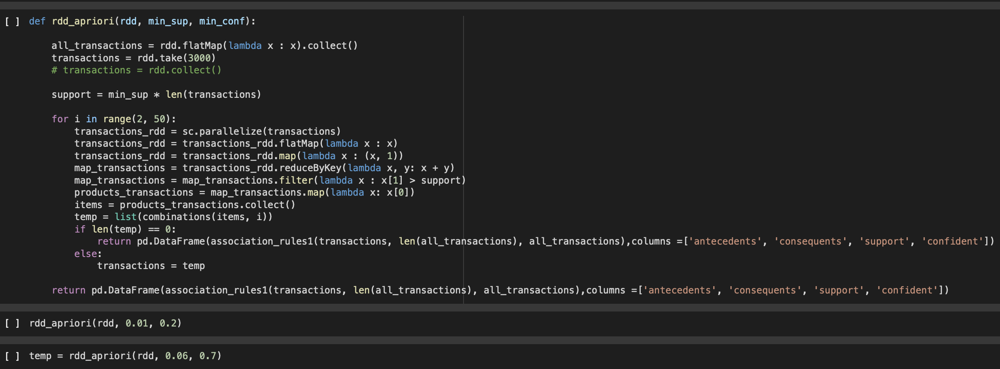 [ ] def rdd_apriori(rdd, min_sup, min_conf):
all_transactions = rdd.flatMap(lambda x : x).collect()
transactions = rdd.take(3000)
# transactions = rdd.collect()
support = min_sup * len(transactions)
for i in range(2, 50):
transactions_rdd = sc.parallelize(transactions)
transactions_rdd = transactions_rdd.flatMap(lambda x : x)
transactions_rdd = transactions_rdd.map(lambda x : (x, 1))
map_transactions = transactions_rdd.reduceByKey(lambda x, y: x + y)
map_transactions = map_transactions.filter(lambda x : x[1] > support)
products_transactions = map_transactions.map(lambda x: x[0])
items = products_transactions.collect()
temp = list(combinations(items, i))
if len(temp) == 0:
return pd.DataFrame(association_rules1(transactions, len(all_transactions), all_transactions),columns =['antecedents', 'consequents', 'support', 'confident'])
else:
transactions = temp
return pd.DataFrame(association_rules1(transactions, len(all_transactions), all_transactions),columns =['antecedents', 'consequents', 'support', 'confident'])
[ ] rdd_apriori(rdd, 0.01, 0.2)
[ ] temp = rdd_apriori(rdd, 0.06, 0.7)